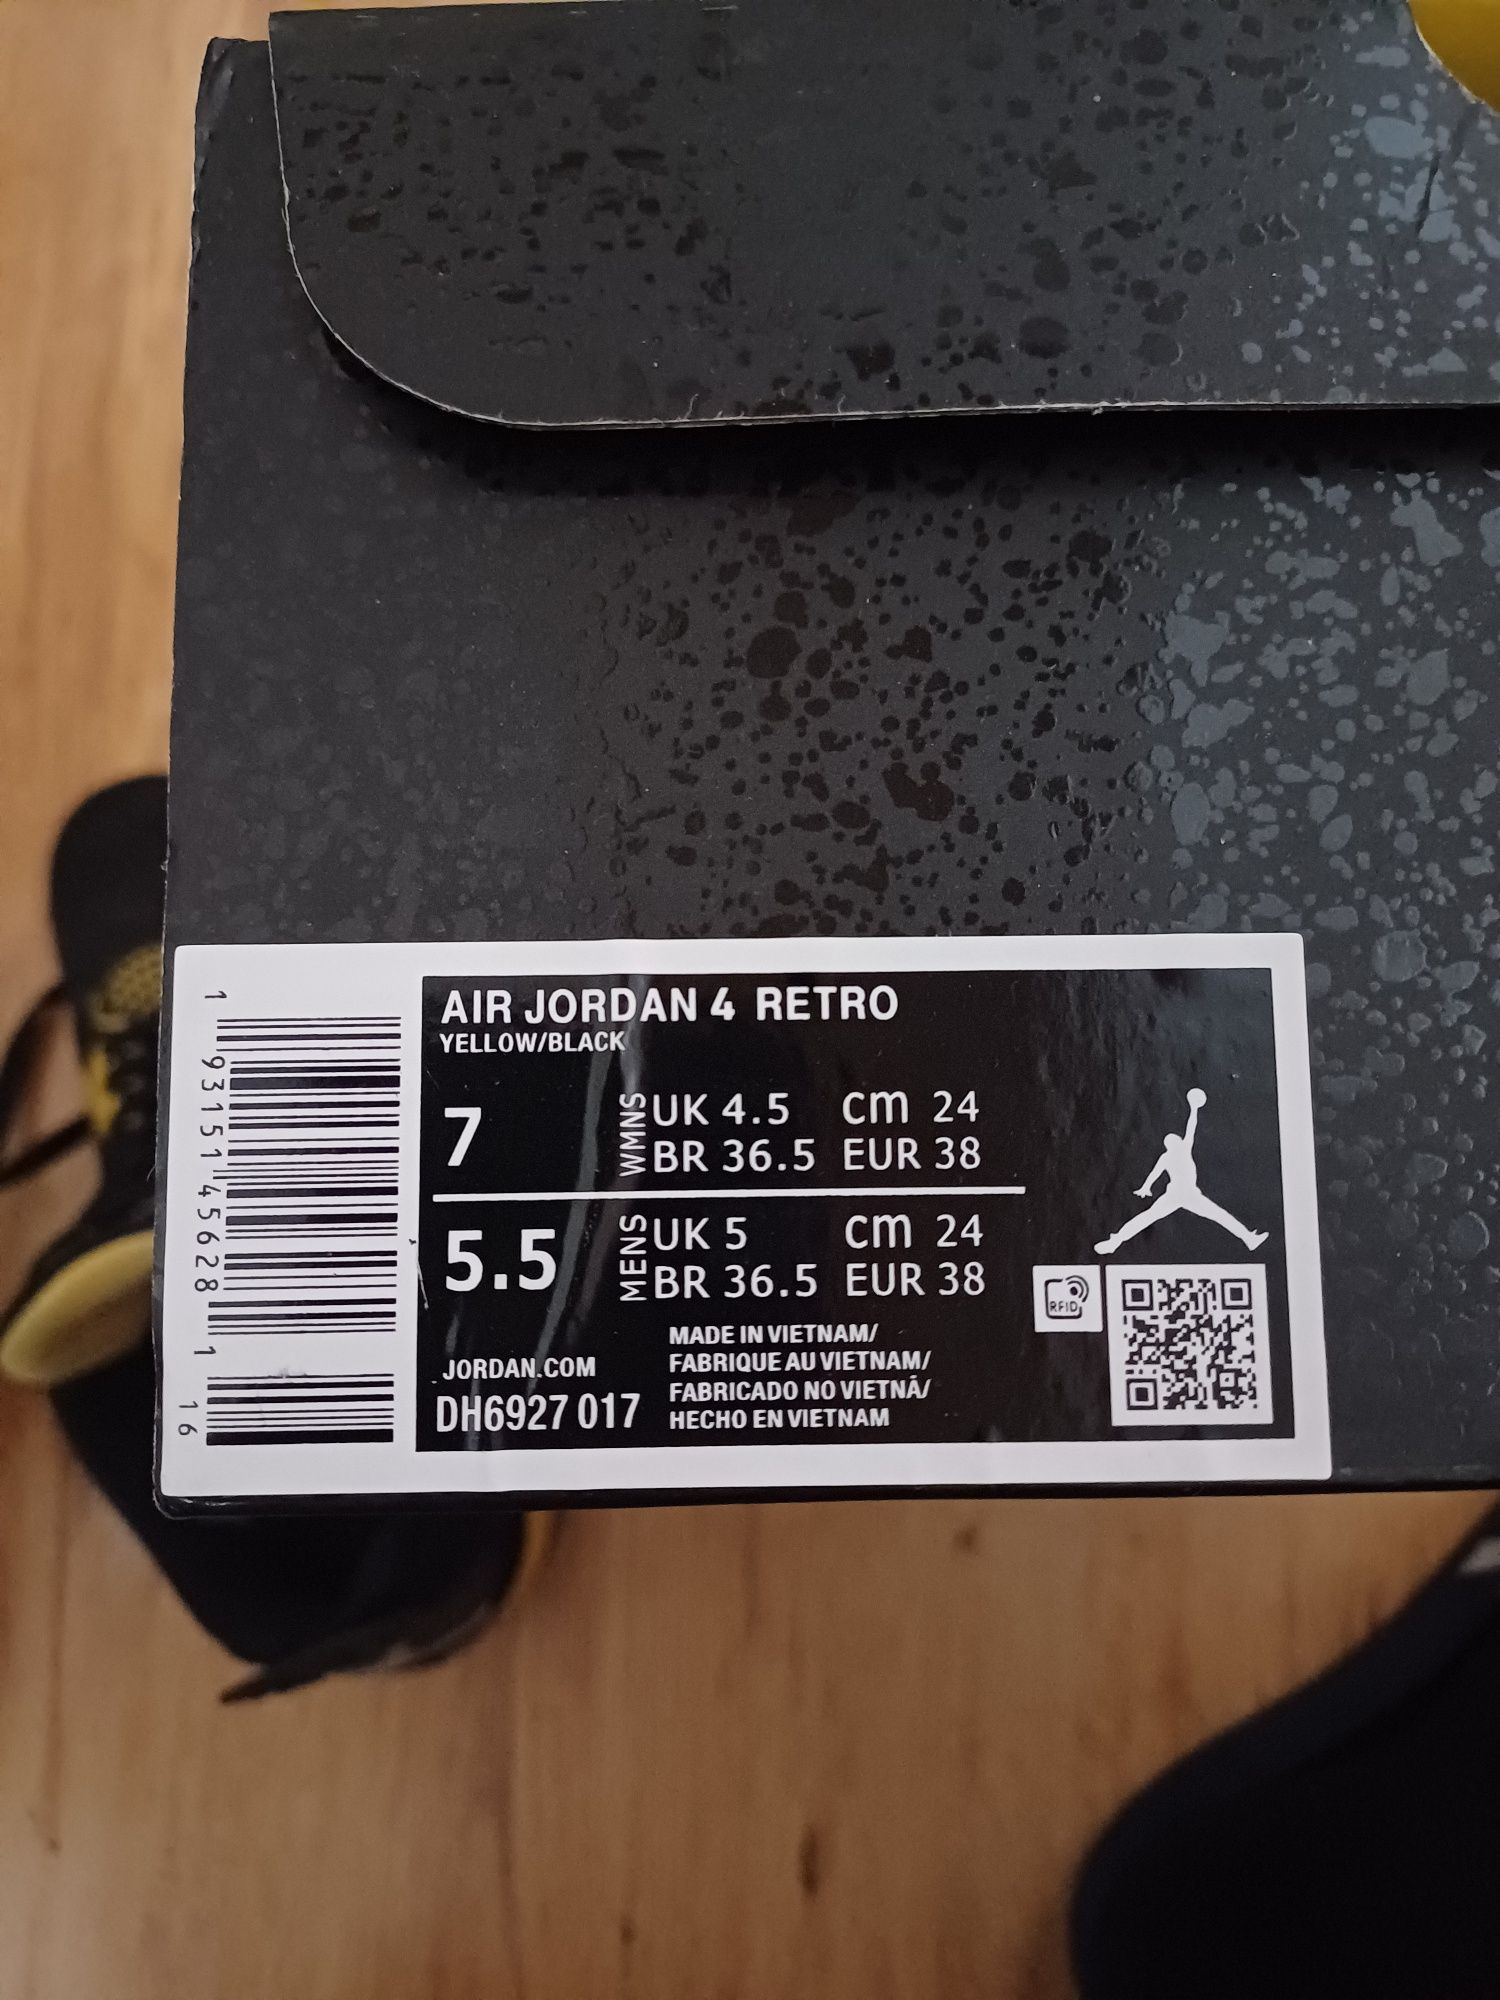 AIR JORDAN 4 RETRO
YELLOW/BLACK
7 WMNS UK 4.5 cm 24
BR 36.5 EUR 38
5.5 MENS UK 5 cm 24
BR 36.5 EUR 38
MADE IN VIETNAM/
FABRIQUE AU VIETNAM/
FABRICADO NO VIETNÃ/
HECHO EN VIETNAM
JORDAN.COM
DH6927 017
RFID
1 93151 45628 1
16